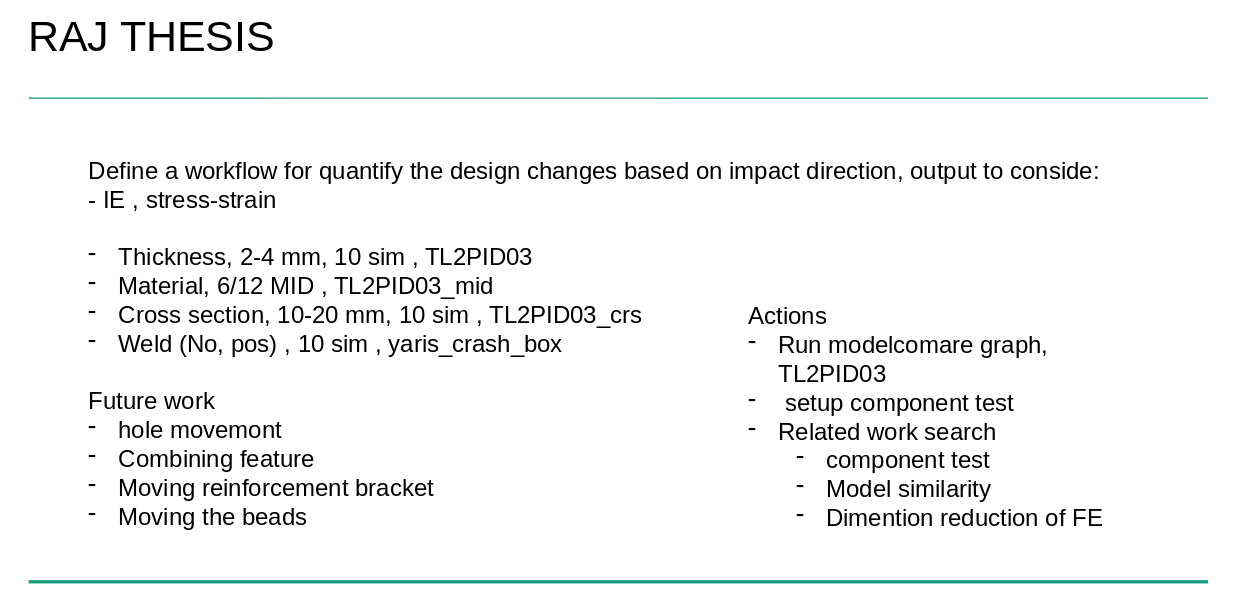 RAJ THESIS
Define a workflow for quantify the design changes based on impact direction, output to conside:
- IE , stress-strain
- Thickness, 2-4 mm, 10 sim , TL2PID03
- Material, 6/12 MID , TL2PID03_mid
- Cross section, 10-20 mm, 10 sim , TL2PID03_crs
- Weld (No, pos) , 10 sim , yaris_crash_box
Future work
- hole movemont
- Combining feature
- Moving reinforcement bracket
- Moving the beads
Actions
- Run modelcomare graph,
TL2PID03
- setup component test
- Related work search
- component test
- Model similarity
- Dimention reduction of FE